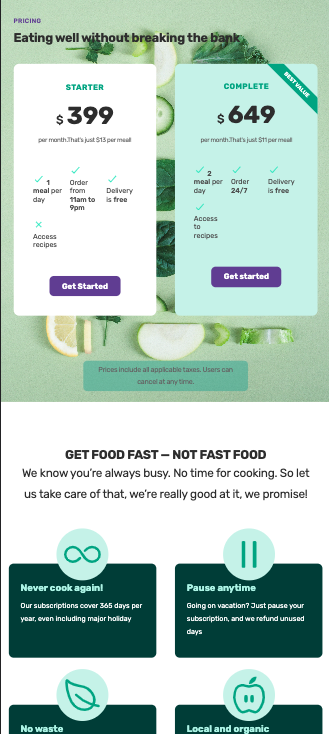 PRICING
Eating well without breaking the bank
STARTER
$ 399
per month.That's just $13 per meal!
1
meal per
day
Order
from
11am to
9pm
Delivery
is free
Access
recipes
Get Started
BEST VALUE
COMPLETE
$ 649
per month.That's just $11 per meal!
2
meal per
day
Order
24/7
Delivery
is free
Access
to
recipes
Get started
Prices include all applicable taxes. Users can
cancel at any time.
GET FOOD FAST — NOT FAST FOOD
We know you're always busy. No time for cooking. So let
us take care of that, we're really good at it, we promise!
Never cook again!
Our subscriptions cover 365 days per
year, even including major holiday
Pause anytime
Going on vacation? Just pause your
subscription, and we refund unused
days
No waste
Local and organic